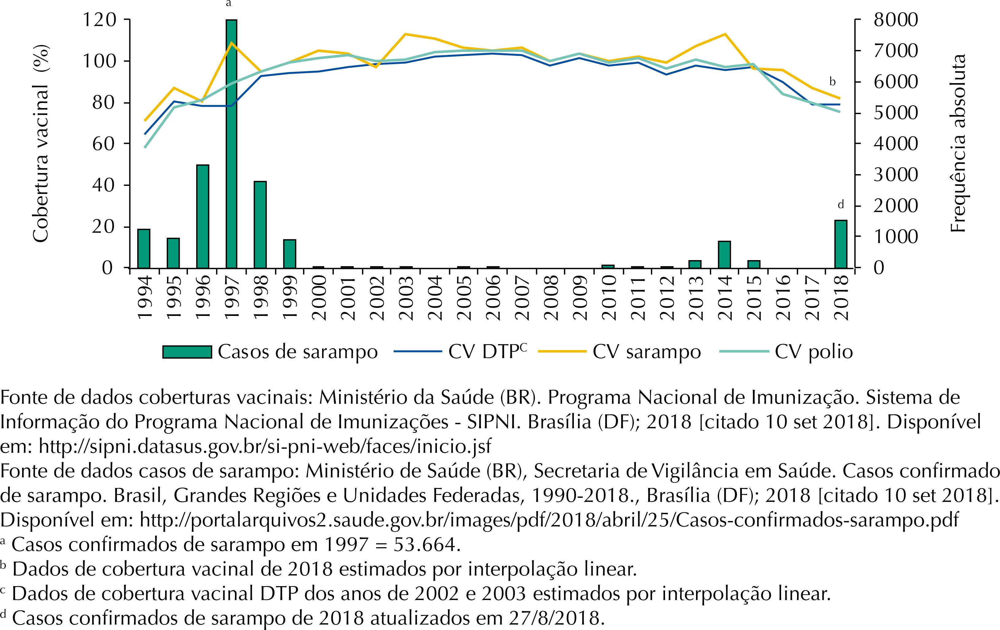 a
120
100
80
60
40
20
0
Cobertura vacinal (%)
8000
7000
6000
5000
4000
3000
2000
1000
0
Frequência absoluta
b
d
1994
1995
1996
1997
1998
1999
2000
2001
2002
2003
2004
2005
2006
2007
2008
2009
2010
2011
2012
2013
2014
2015
2016
2017
2018
Casos de sarampo CV DTPC CV sarampo CV polio
Fonte de dados coberturas vacinais: Ministério da Saúde (BR). Programa Nacional de Imunização. Sistema de
Informação do Programa Nacional de Imunizações - SIPNI. Brasília (DF); 2018 [citado 10 set 2018]. Disponível
em: http://sipni.datasus.gov.br/si-pni-web/faces/inicio.jsf
Fonte de dados casos de sarampo: Ministério de Saúde (BR), Secretaria de Vigilância em Saúde. Casos confirmado
de sarampo. Brasil, Grandes Regiões e Unidades Federadas, 1990-2018., Brasília (DF); 2018 [citado 10 set 2018].
Disponível em: http://portalarquivos2.saude.gov.br/images/pdf/2018/abril/25/Casos-confirmados-sarampo.pdf
a Casos confirmados de sarampo em 1997 = 53.664.
b Dados de cobertura vacinal de 2018 estimados por interpolação linear.
c Dados de cobertura vacinal DTP dos anos de 2002 e 2003 estimados por interpolação linear.
d Casos confirmados de sarampo de 2018 atualizados em 27/8/2018.